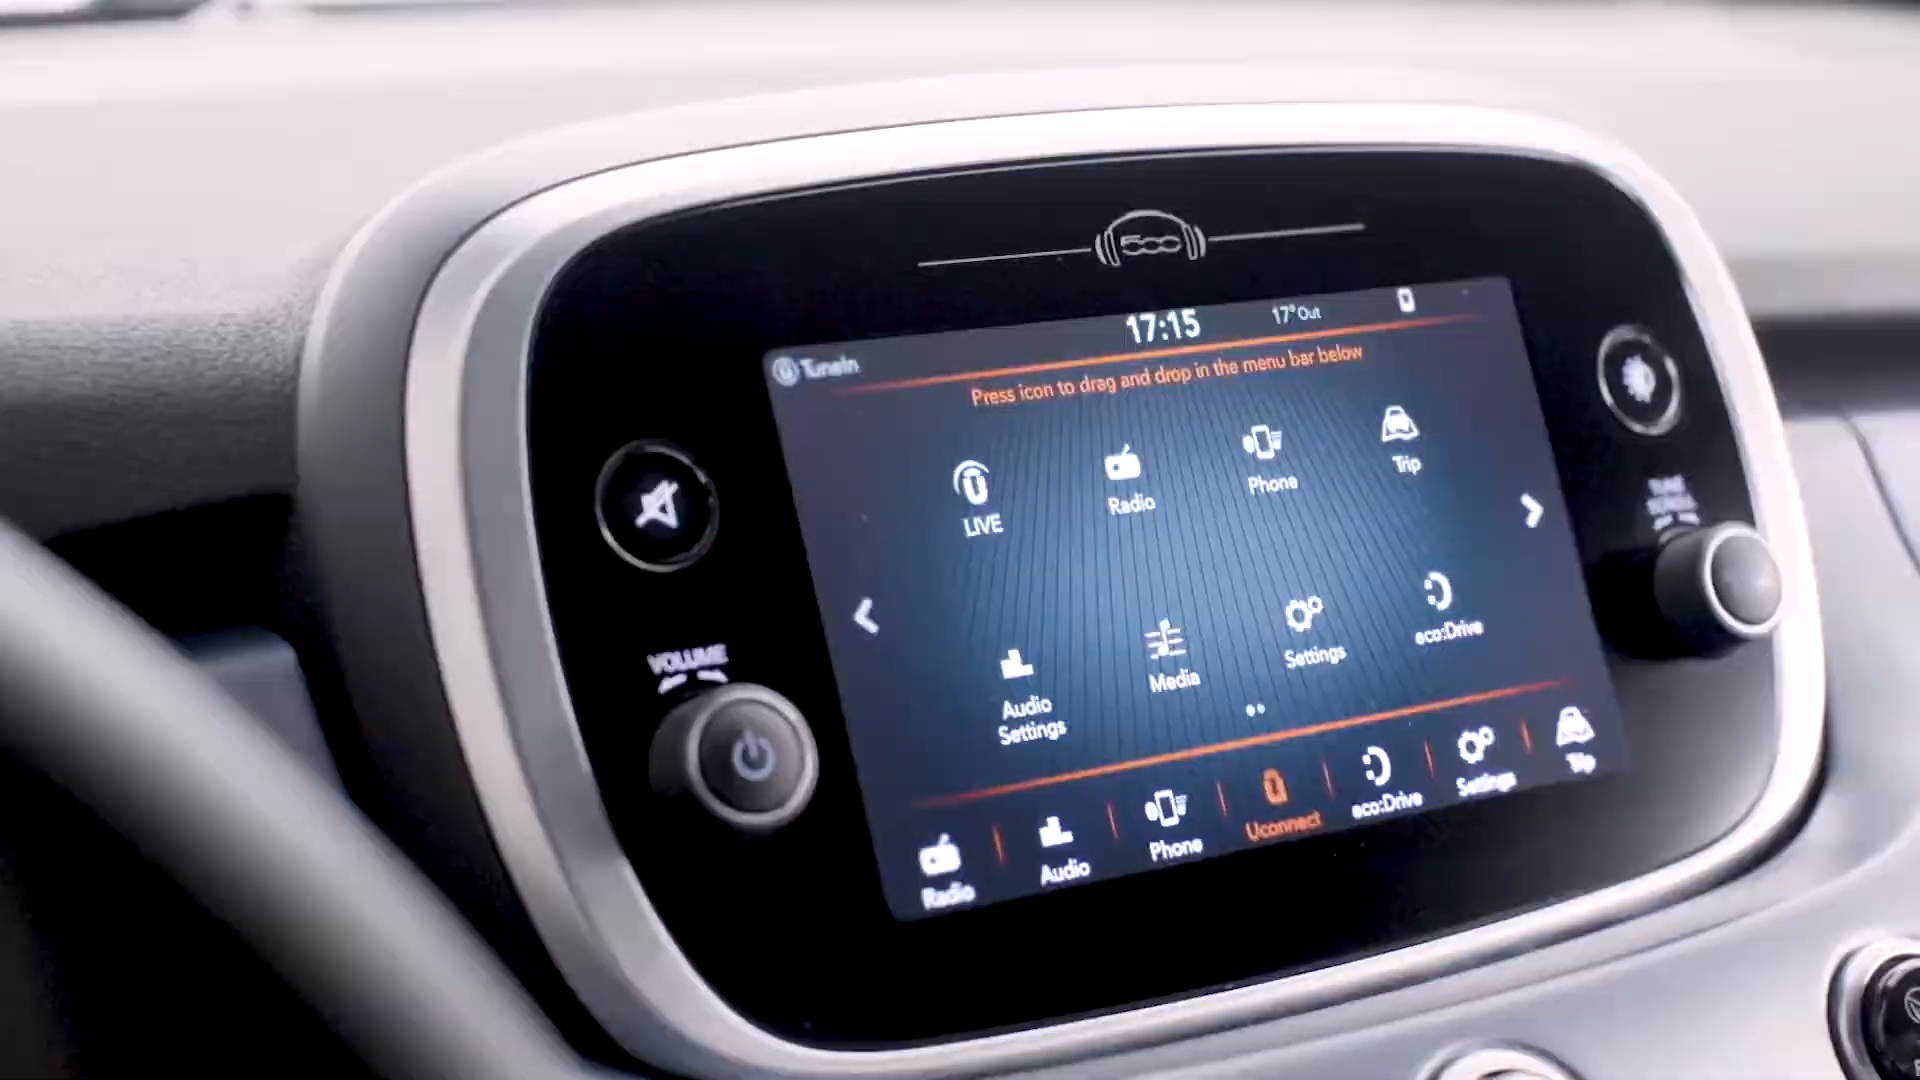 500
17:15
17°Out
TuneIn
Press icon to drag and drop in the menu bar below
LIVE
Radio
Phone
Trip
Audio
Settings
Media
Settings
eco:Drive
VOLUME
Radio
Audio
Phone
Uconnect
eco:Drive
Settings
Trip